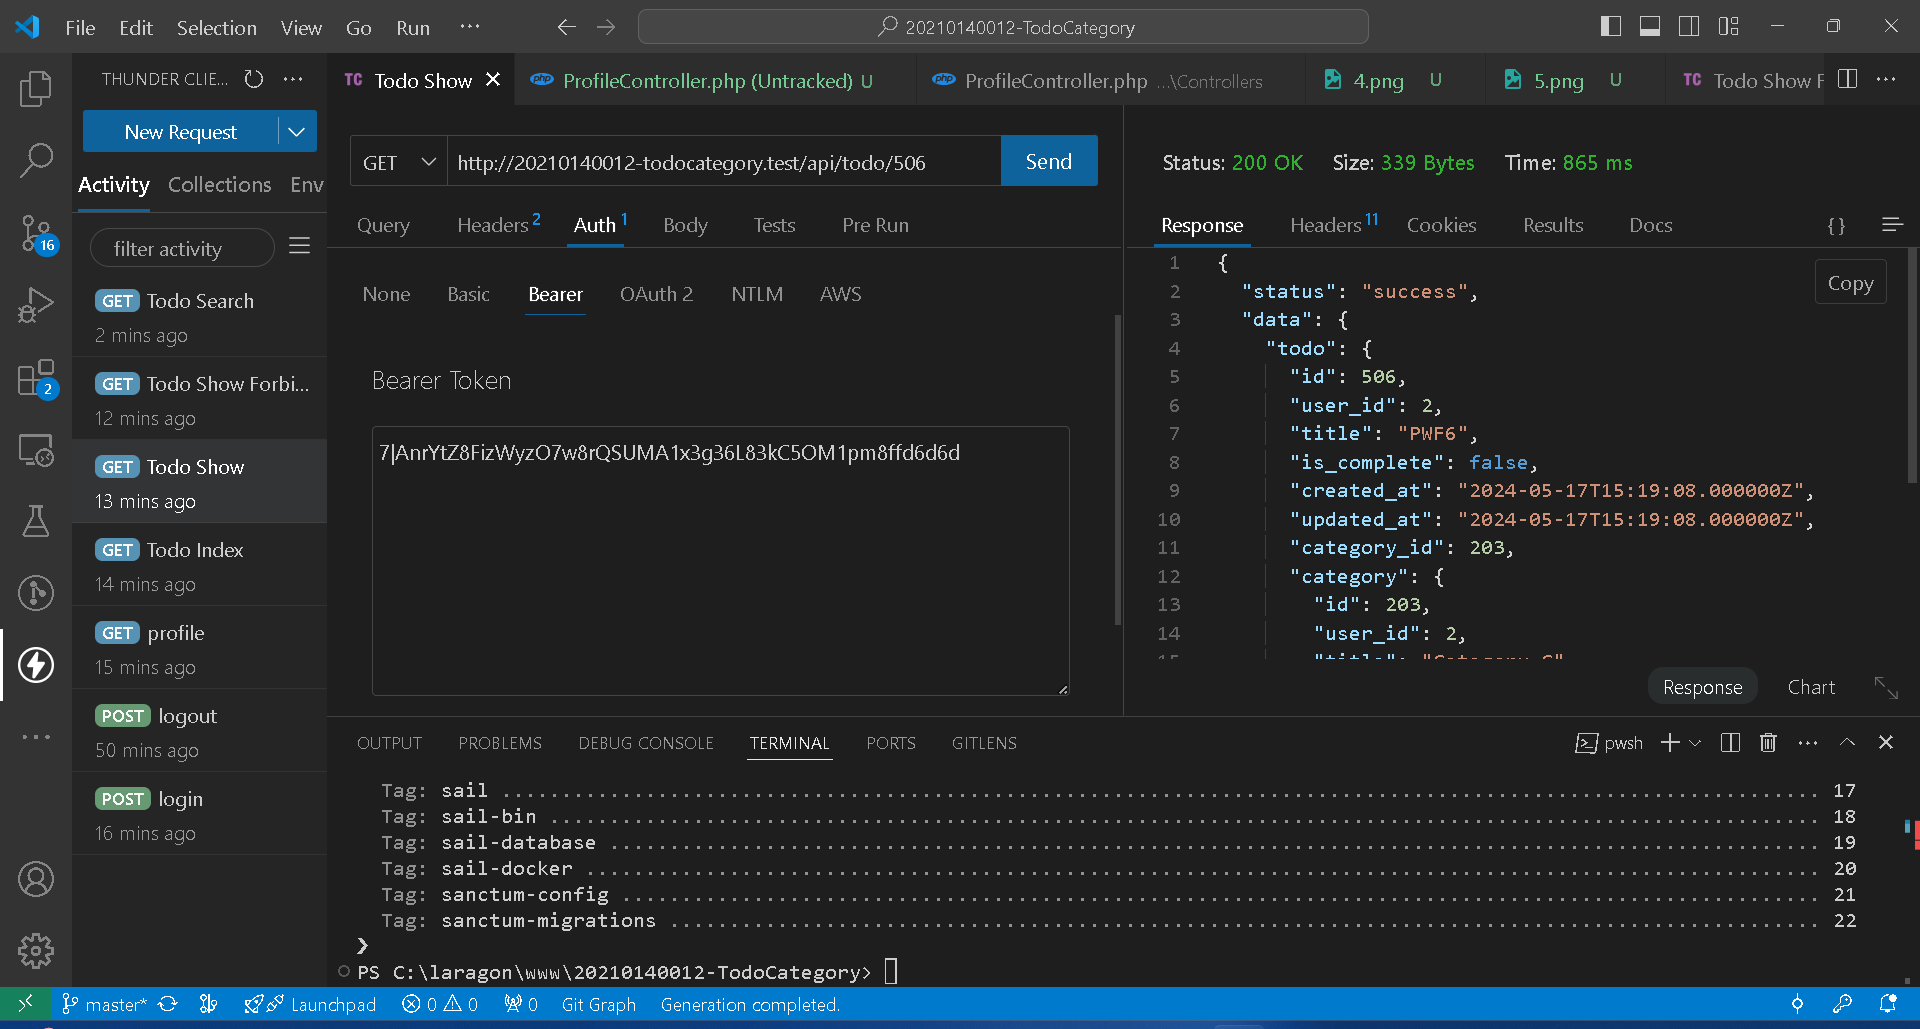 File Edit Selection View Go Run ···
20210140012-TodoCategory
THUNDER CLIE... ···
New Request
Activity Collections Env
filter activity
GET Todo Search
2 mins ago
GET Todo Show Forbi...
12 mins ago
GET Todo Show
13 mins ago
GET Todo Index
14 mins ago
GET profile
15 mins ago
POST logout
50 mins ago
POST login
16 mins ago
16
2
TC Todo Show
php ProfileController.php (Untracked) U
php ProfileController.php ...\Controllers
4.png U
5.png U
TC Todo Show F
GET http://20210140012-todocategory.test/api/todo/506 Send
Query Headers 2 Auth 1 Body Tests Pre Run
None Basic Bearer OAuth 2 NTLM AWS
Bearer Token
7|AnrYtZ8FizWyzO7w8rQSUMA1x3g36L83kC5OM1pm8ffd6d6d
Status: 200 OK Size: 339 Bytes Time: 865 ms
Response Headers 11 Cookies Results Docs {}
Copy
1 {
2 "status": "success",
3 "data": {
4 "todo": {
5 "id": 506,
6 "user_id": 2,
7 "title": "PWF6",
8 "is_complete": false,
9 "created_at": "2024-05-17T15:19:08.000000Z",
10 "updated_at": "2024-05-17T15:19:08.000000Z",
11 "category_id": 203,
12 "category": {
13 "id": 203,
14 "user_id": 2,
Response Chart
OUTPUT PROBLEMS DEBUG CONSOLE TERMINAL PORTS GITLENS
pwsh
Tag: sail ........ 17
Tag: sail-bin ........ 18
Tag: sail-database ........ 19
Tag: sail-docker ........ 20
Tag: sanctum-config ........ 21
Tag: sanctum-migrations ........ 22
❯
PS C:\laragon\www\20210140012-TodoCategory>
master* Launchpad 0 0 0 Git Graph Generation completed.